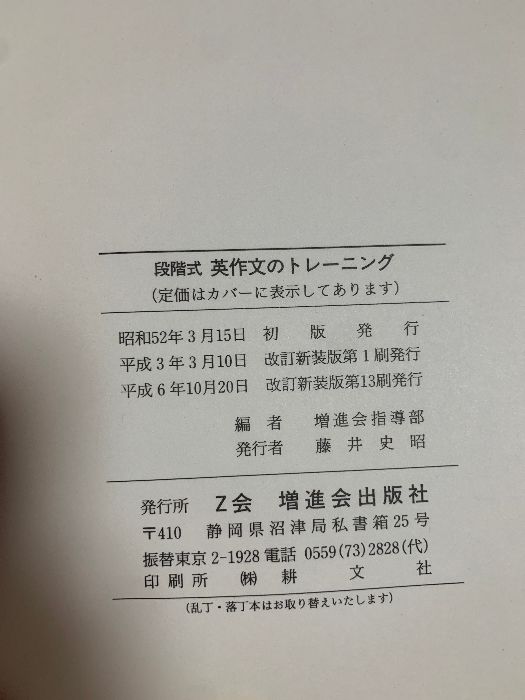 段階式 英作文のトレーニング
(定価はカバーに表示してあります)
昭和52年3月15日 初版発行
平成3年3月10日 改訂新装版第1刷発行
平成6年10月20日 改訂新装版第13刷発行
編者 増進会指導部
発行者 藤井史昭
発行所 Z会 増進会出版社
〒410 静岡県沼津局私書箱25号
振替東京2-1928電話 0559(73)2828(代)
印刷所 ㈱耕文社
(乱丁・落丁本はお取り替えいたします)